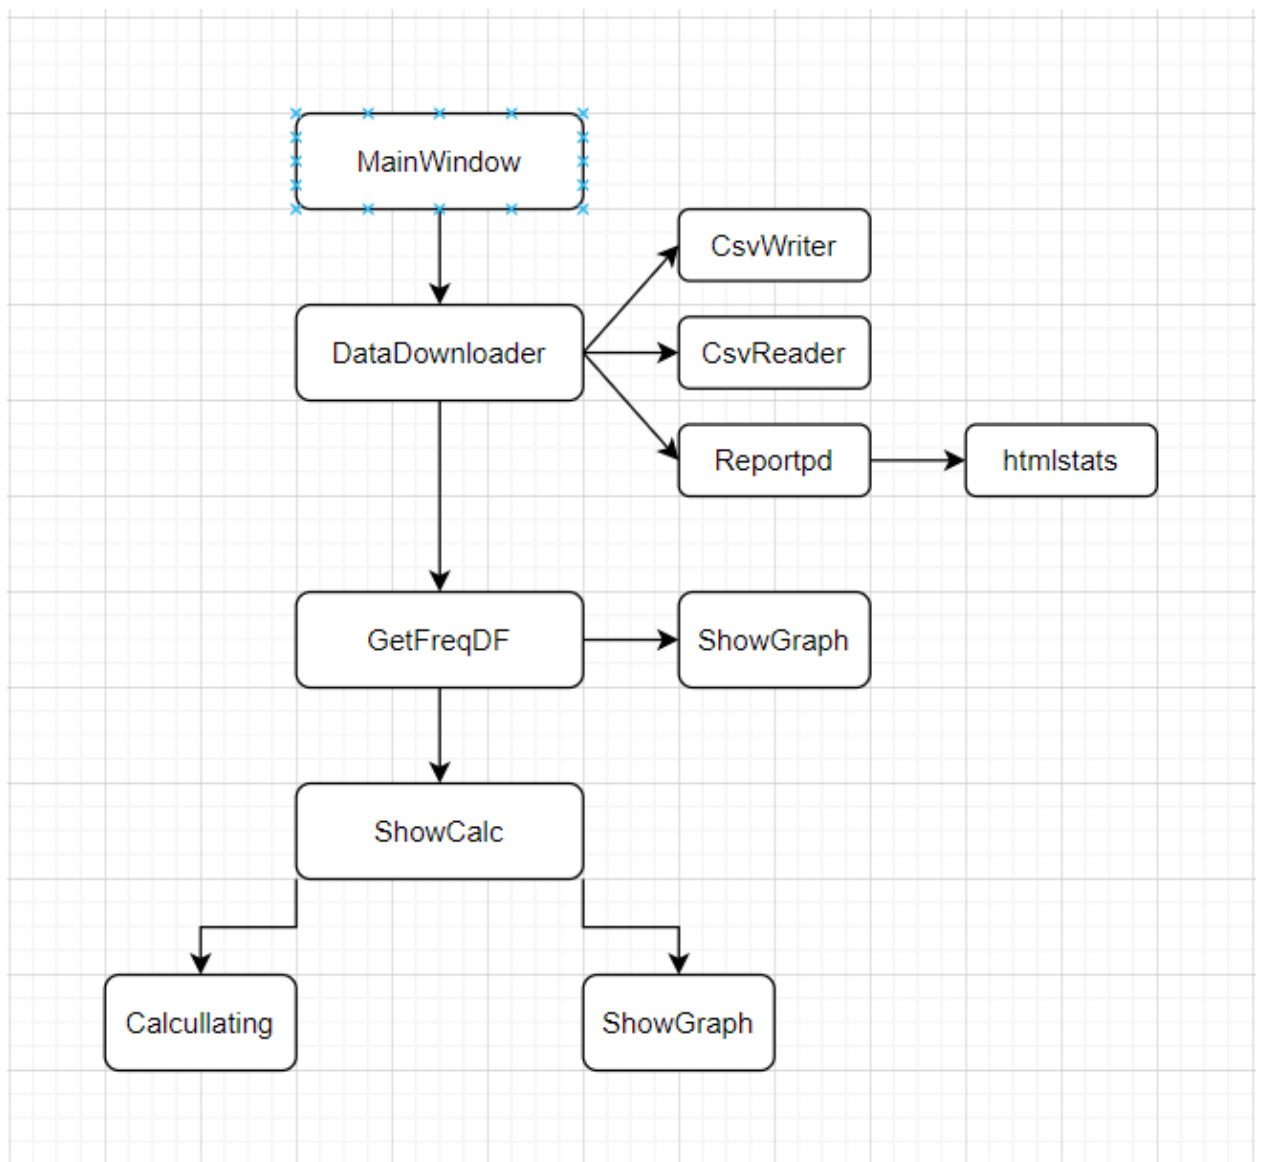 MainWindow
CsvWriter
DataDownloader
CsvReader
Reportpd
htmlstats
GetFreqDF
ShowGraph
ShowCalc
Calcullating
ShowGraph